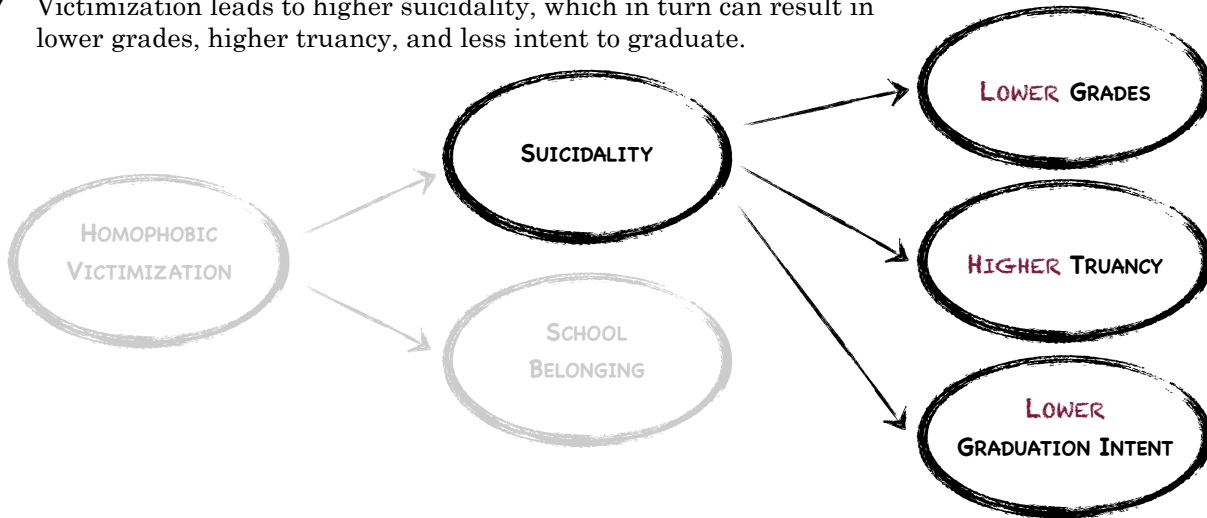 Victimization leads to higher suicidality, which in turn can result in
lower grades, higher truancy, and less intent to graduate.
LOWER GRADES
SUICIDALITY
HOMOPHOBIC
VICTIMIZATION
HIGHER TRUANCY
SCHOOL
BELONGING
LOWER
GRADUATION INTENT